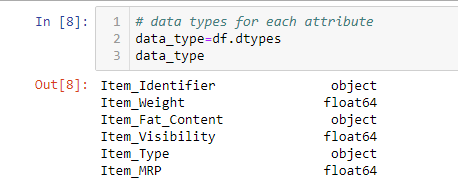 In [8]:
1 # data types for each attribute
2 data_type=df.dtypes
3 data_type
Out[8]:
Item_Identifier object
Item_Weight float64
Item_Fat_Content object
Item_Visibility float64
Item_Type object
Item_MRP float64